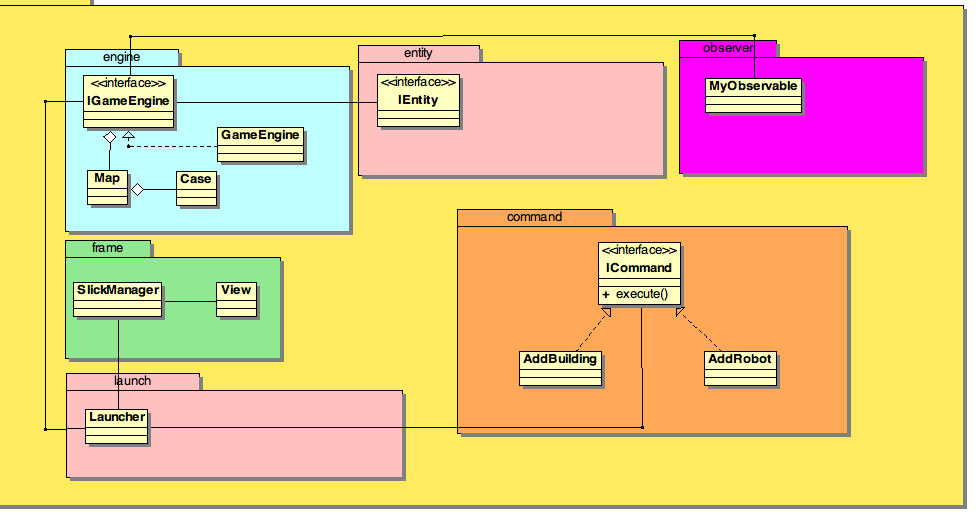 engine
<<interface>>
IGameEngine
GameEngine
Map
Case
entity
<<interface>>
IEntity
observer
MyObservable
frame
SlickManager
View
command
<<interface>>
ICommand
+ execute()
AddBuilding
AddRobot
launch
Launcher